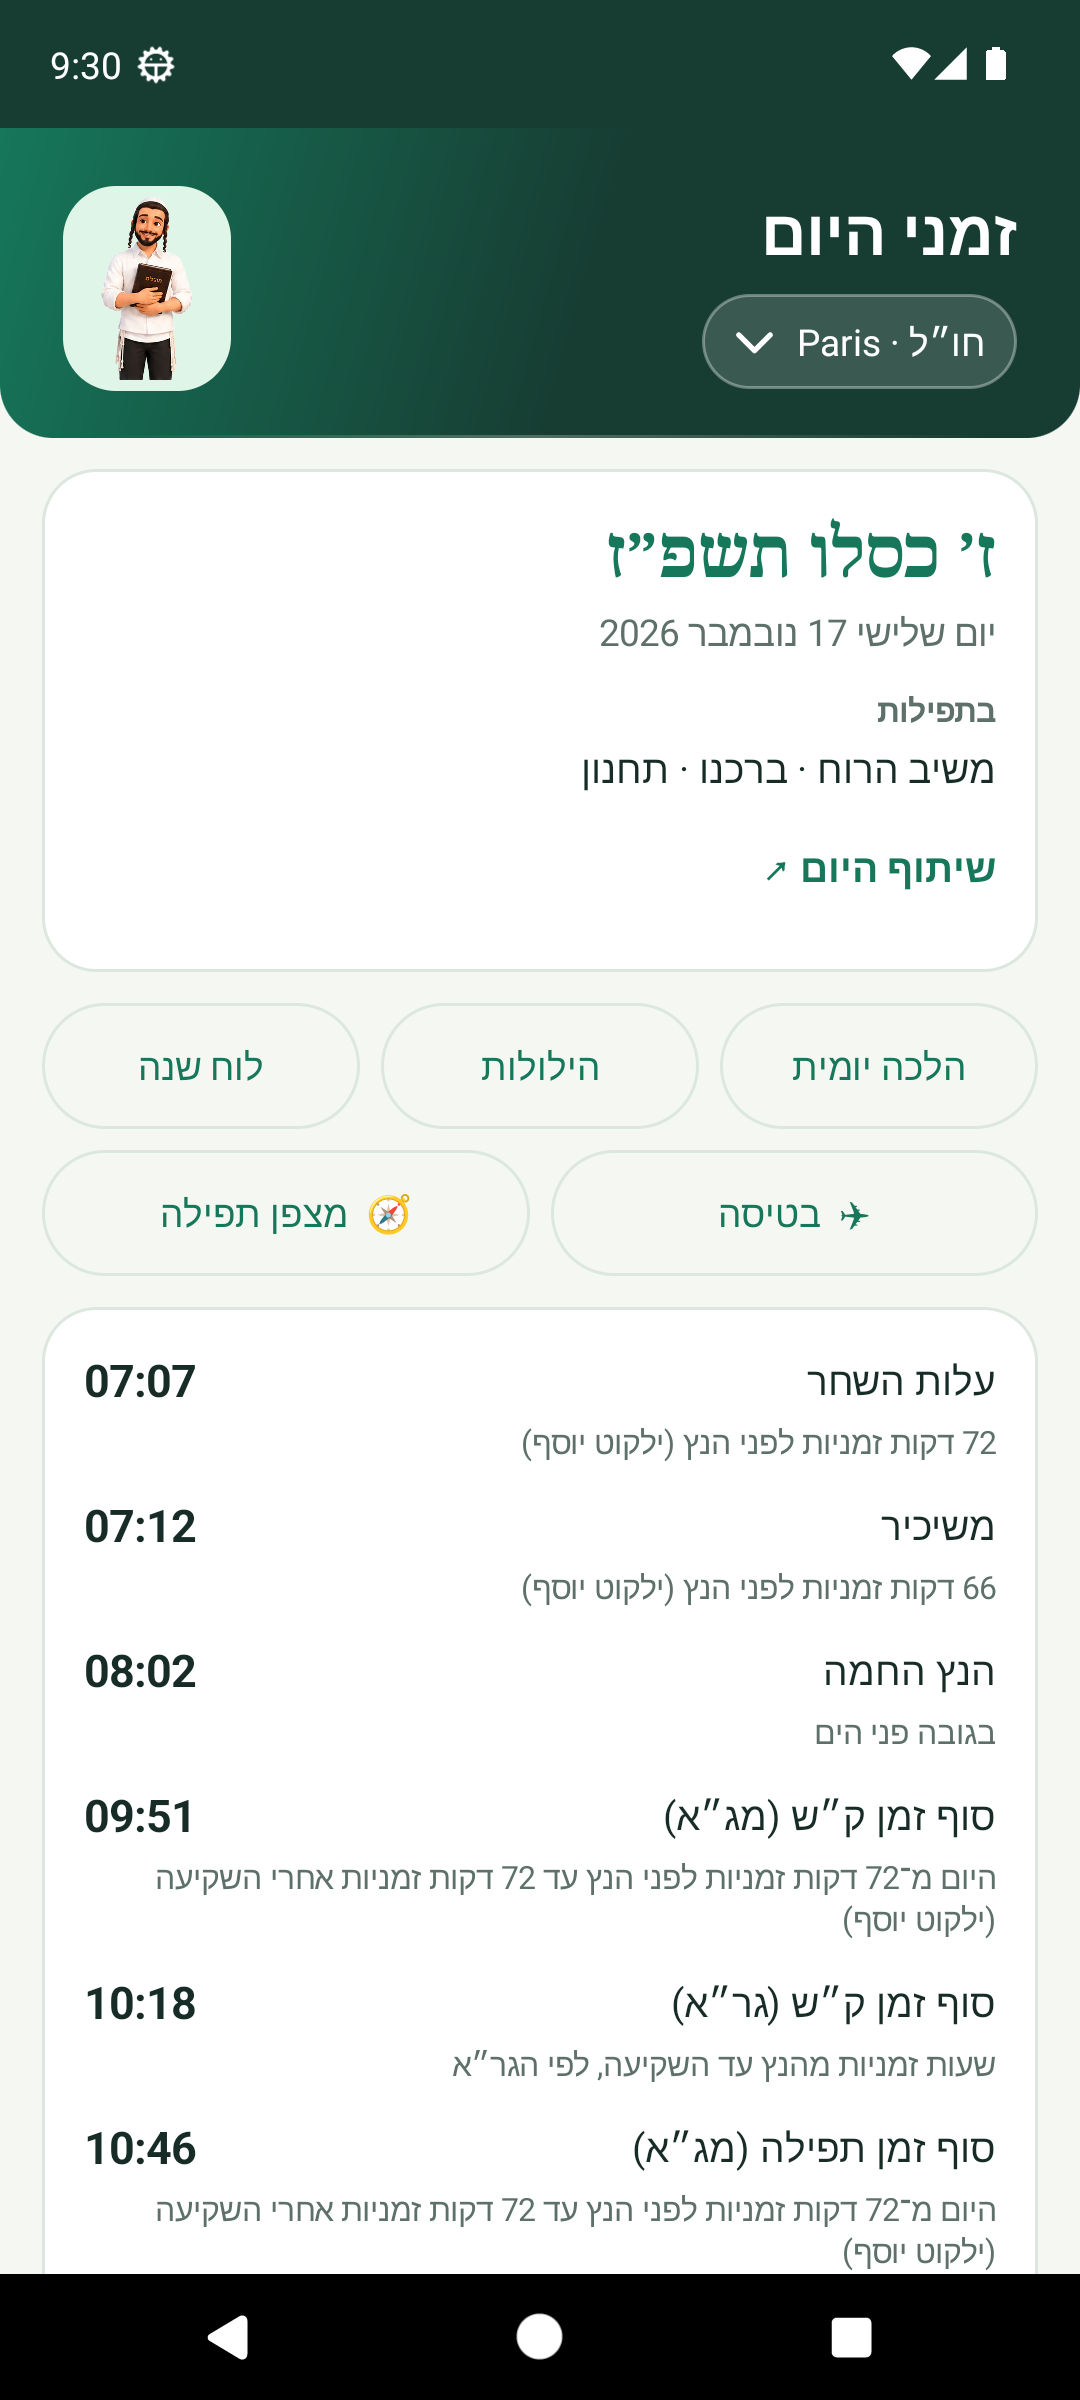 9:30
זמני היום
חו״ל · Paris
ז׳ כסלו תשפ״ז
יום שלישי 17 נובמבר 2026
בתפילות
משיב הרוח · ברכנו · תחנון
שיתוף היום ↗
הלכה יומית
הילולות
לוח שנה
✈ בטיסה
🧭 מצפן תפילה
עלות השחר 07:07
72 דקות זמניות לפני הנץ (ילקוט יוסף)
משיכיר 07:12
66 דקות זמניות לפני הנץ (ילקוט יוסף)
הנץ החמה 08:02
בגובה פני הים
סוף זמן ק״ש (מג״א) 09:51
היום מ־72 דקות זמניות לפני הנץ עד 72 דקות זמניות אחרי השקיעה
(ילקוט יוסף)
סוף זמן ק״ש (גר״א) 10:18
שעות זמניות מהנץ עד השקיעה, לפי הגר״א
סוף זמן תפילה (מג״א) 10:46
היום מ־72 דקות זמניות לפני הנץ עד 72 דקות זמניות אחרי השקיעה
(ילקוט יוסף)